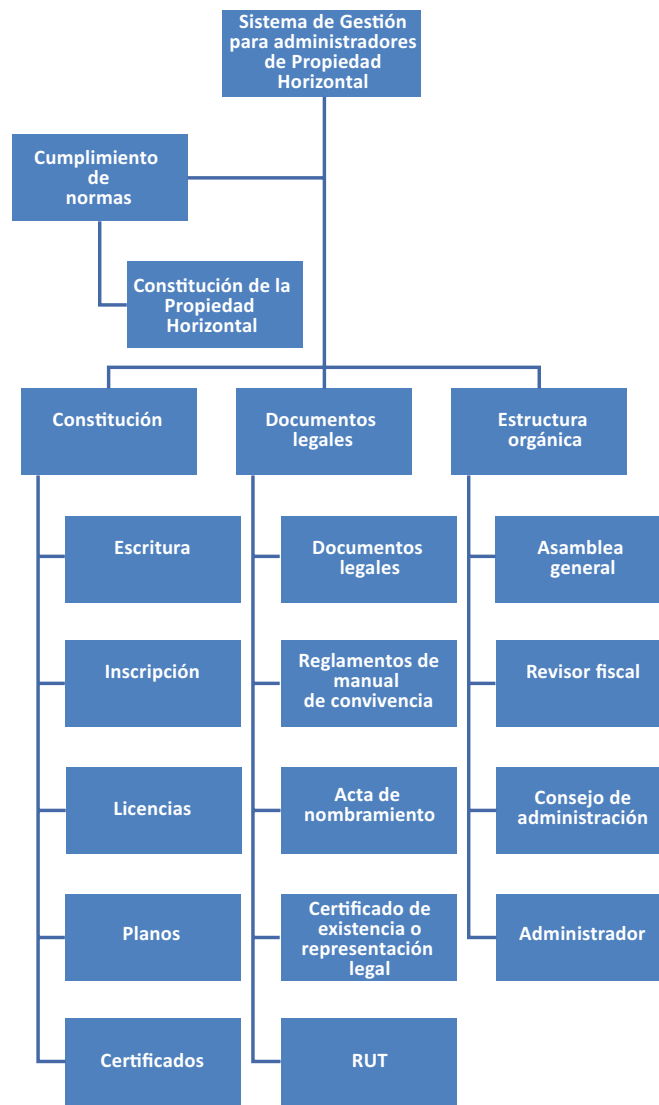 Sistema de Gestión
para administradores
de Propiedad
Horizontal
Cumplimiento
de
normas
Constitución de la
Propiedad
Horizontal
Constitución
Documentos
legales
Estructura
orgánica
Escritura
Documentos
legales
Asamblea
general
Inscripción
Reglamentos de
manual
de convivencia
Revisor fiscal
Licencias
Acta de
nombramiento
Consejo de
administración
Planos
Certificado de
existencia o
representación
legal
Administrador
Certificados
RUT